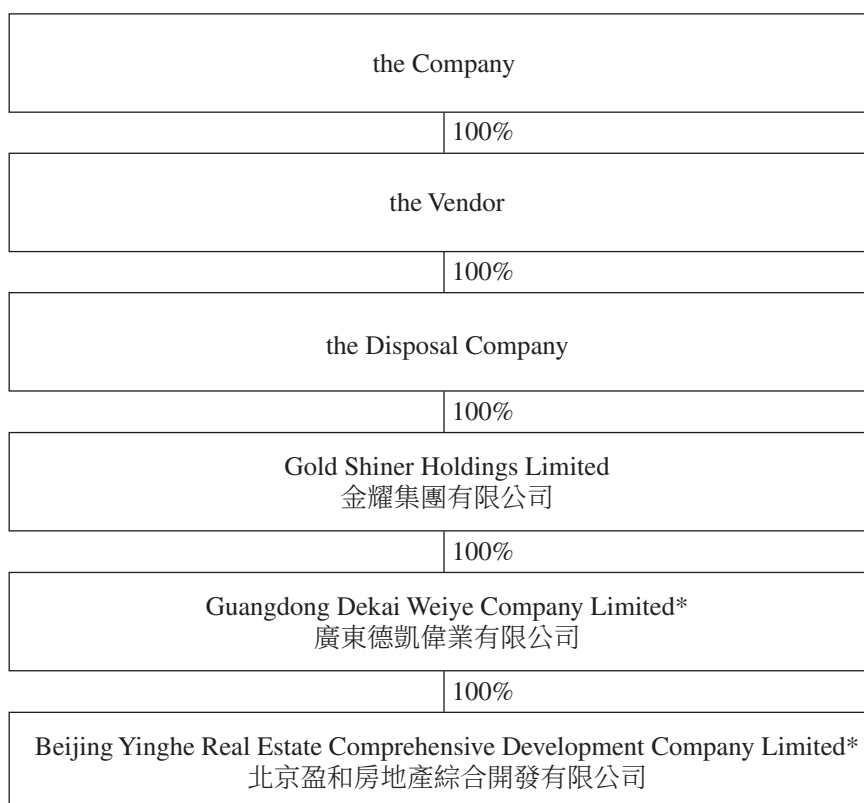 the Company
100%
the Vendor
100%
the Disposal Company
100%
Gold Shiner Holdings Limited
金耀集團有限公司
100%
Guangdong Dekai Weiye Company Limited*
廣東德凱偉業有限公司
100%
Beijing Yinghe Real Estate Comprehensive Development Company Limited*
北京盈和房地產綜合開發有限公司